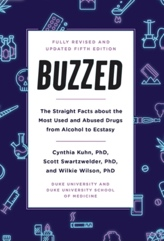 FULLY REVISED AND
UPDATED FIFTH EDITION
BUZZED
The Straight Facts about the
Most Used and Abused Drugs
from Alcohol to Ecstasy
Cynthia Kuhn, PhD,
Scott Swartzwelder, PhD,
and Wilkie Wilson, PhD
DUKE UNIVERSITY AND
DUKE UNIVERSITY SCHOOL
OF MEDICINE